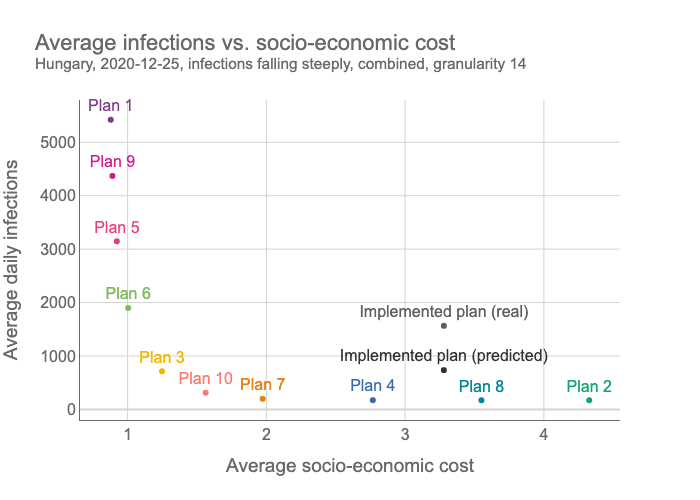 Average infections vs. socio-economic cost
Hungary, 2020-12-25, infections falling steeply, combined, granularity 14
Plan 1
5000
Plan 9
4000
Plan 5
3000
Plan 6
2000
Implemented plan (real)
Plan 3
1000
Implemented plan (predicted)
Plan 10
Plan 7
Plan 4
Plan 8
Plan 2
0
1
2
3
4
Average daily infections
Average socio-economic cost